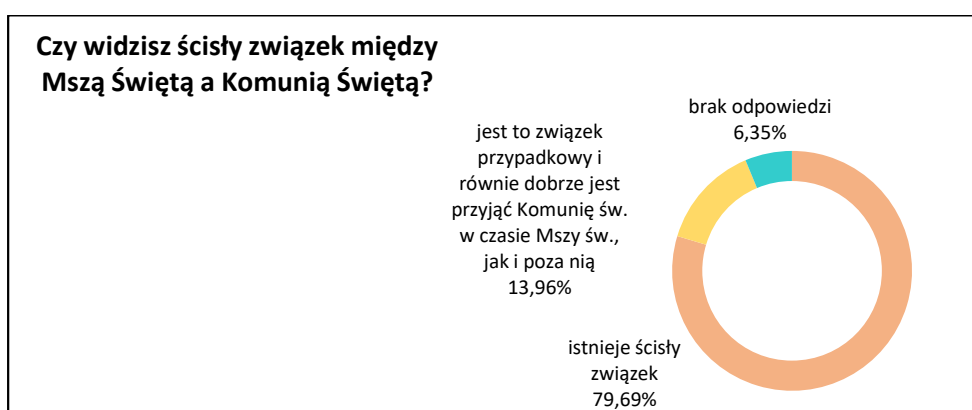 Czy widzisz ścisły związek między
Mszą Świętą a Komunią Świętą?
brak odpowiedzi
6,35%
jest to związek
przypadkowy i
równie dobrze jest
przyjąć Komunię św.
w czasie Mszy św.,
jak i poza nią
13,96%
istnieje ścisły
związek
79,69%